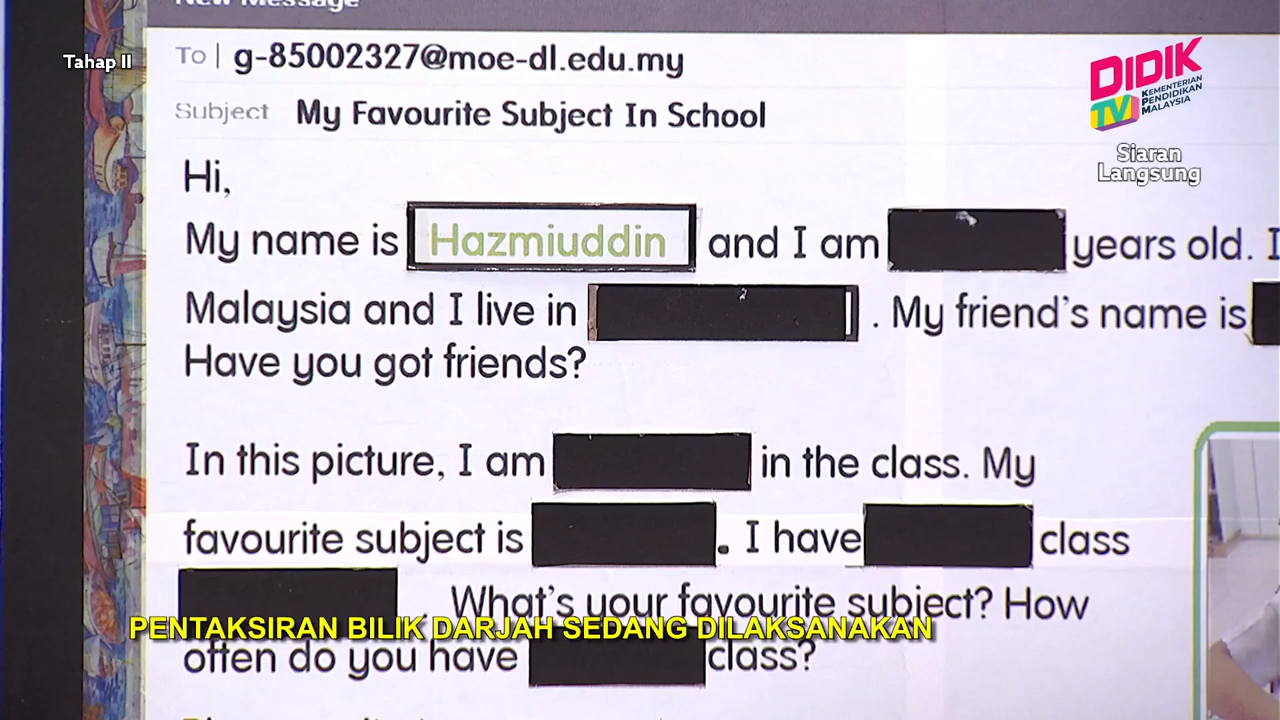 New Message
Tahap II
To | g-85002327@moe-dl.edu.my
Subject My Favourite Subject In School
DIDIK
TV KEMENTERIAN
PENDIDIKAN
MALAYSIA
Siaran
Langsung
Hi,
My name is Hazmiuddin and I am years old. I
Malaysia and I live in . My friend's name is
Have you got friends?
In this picture, I am in the class. My
favourite subject is . I have class
. What's your favourite subject? How
often do you have class?
PENTAKSIRAN BILIK DARJAH SEDANG DILAKSANAKAN